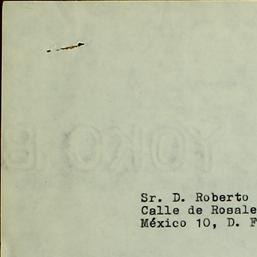 Sr. D. Roberto
Calle de Rosale
México 10, D. F